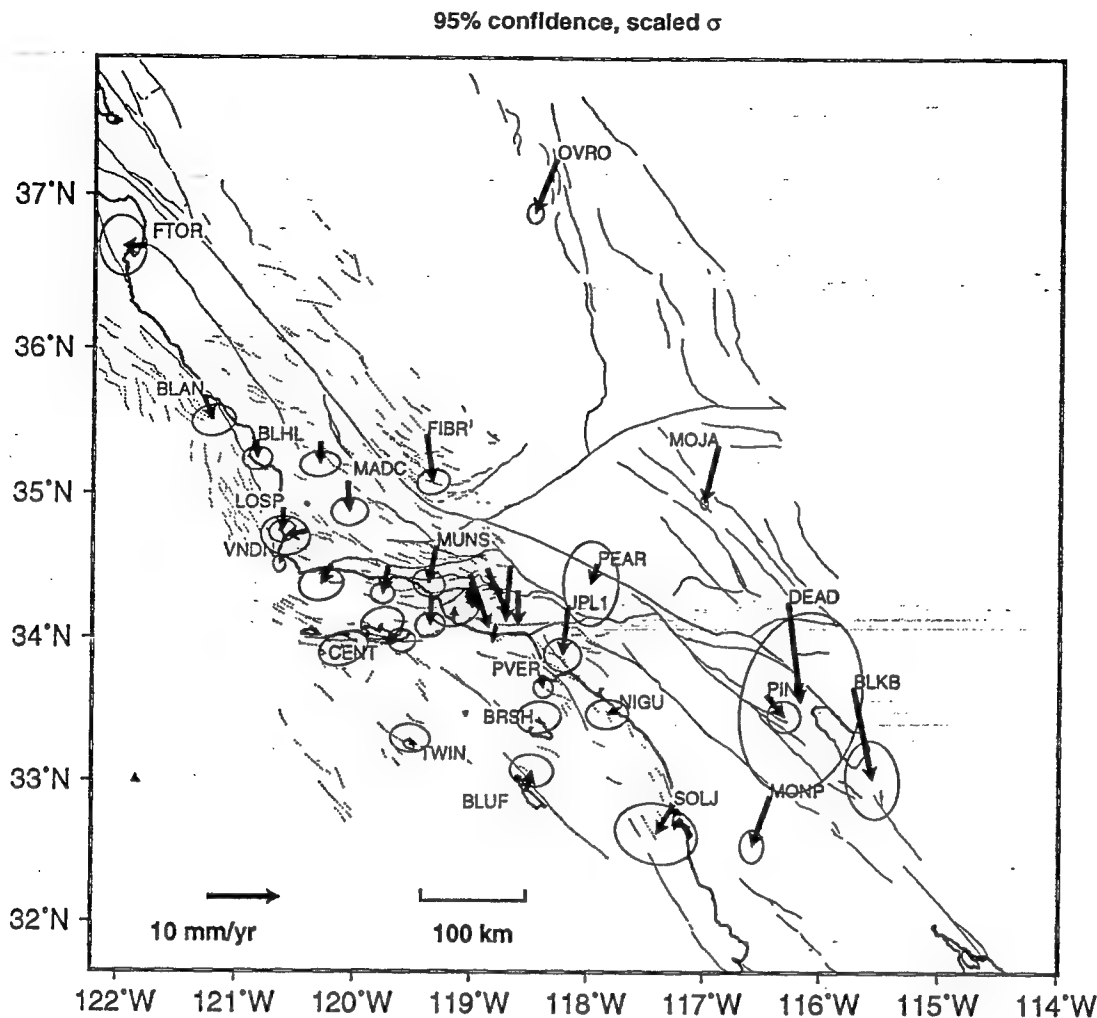 95% confidence, scaled σ
OVRO
37°N
FTOR
36°N
BLAN
BLHL
FIBR
MOJA
MADC
35°N
LOSP
VNDN
MUNS
PEAR
JPL1
DEAD
34°N
CENT
PVER
PIN
BLKB
BRSH
NIGU
TWIN
33°N
BLUF
SOLJ
MONP
32°N
10 mm/yr
100 km
122°W 121°W 120°W 119°W 118°W 117°W 116°W 115°W 114°W